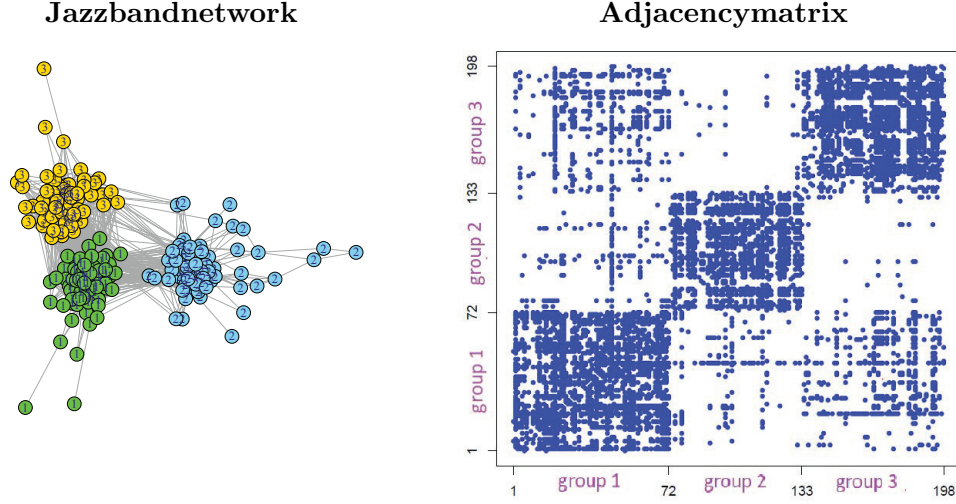 Jazzbandnetwork
Adjacencymatrix
198
group 3
133
group 2
72
group 1
1
1
group 1
72
group 2
133
group 3
198